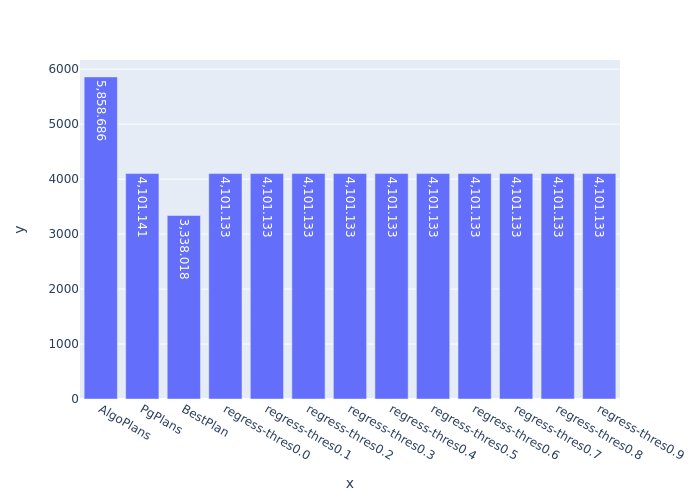 6000
5000
4000
3000
2000
1000
0
y
5,858.686
4,101.141
3,338.018
4,101.133
4,101.133
4,101.133
4,101.133
4,101.133
4,101.133
4,101.133
4,101.133
4,101.133
4,101.133
AlgoPlans
PgPlans
BestPlan
regress-thres0.0
regress-thres0.1
regress-thres0.2
regress-thres0.3
regress-thres0.4
regress-thres0.5
regress-thres0.6
regress-thres0.7
regress-thres0.8
regress-thres0.9
x